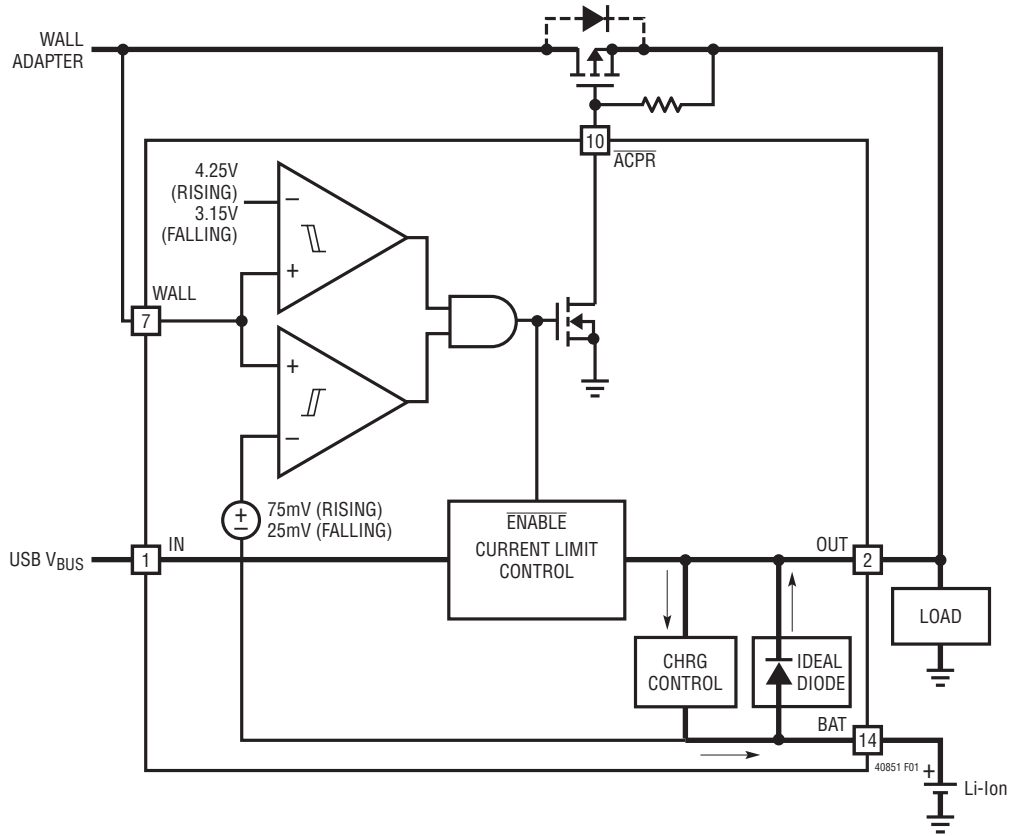 WALL
ADAPTER
10
ACPR
4.25V
(RISING)
3.15V
(FALLING)
−
+
WALL
7
+
−
+
−
75mV (RISING)
25mV (FALLING)
ENABLE
CURRENT LIMIT
CONTROL
USB VBUS
1
IN
OUT
2
LOAD
CHRG
CONTROL
IDEAL
DIODE
BAT
14
40851 F01
+
Li-Ion